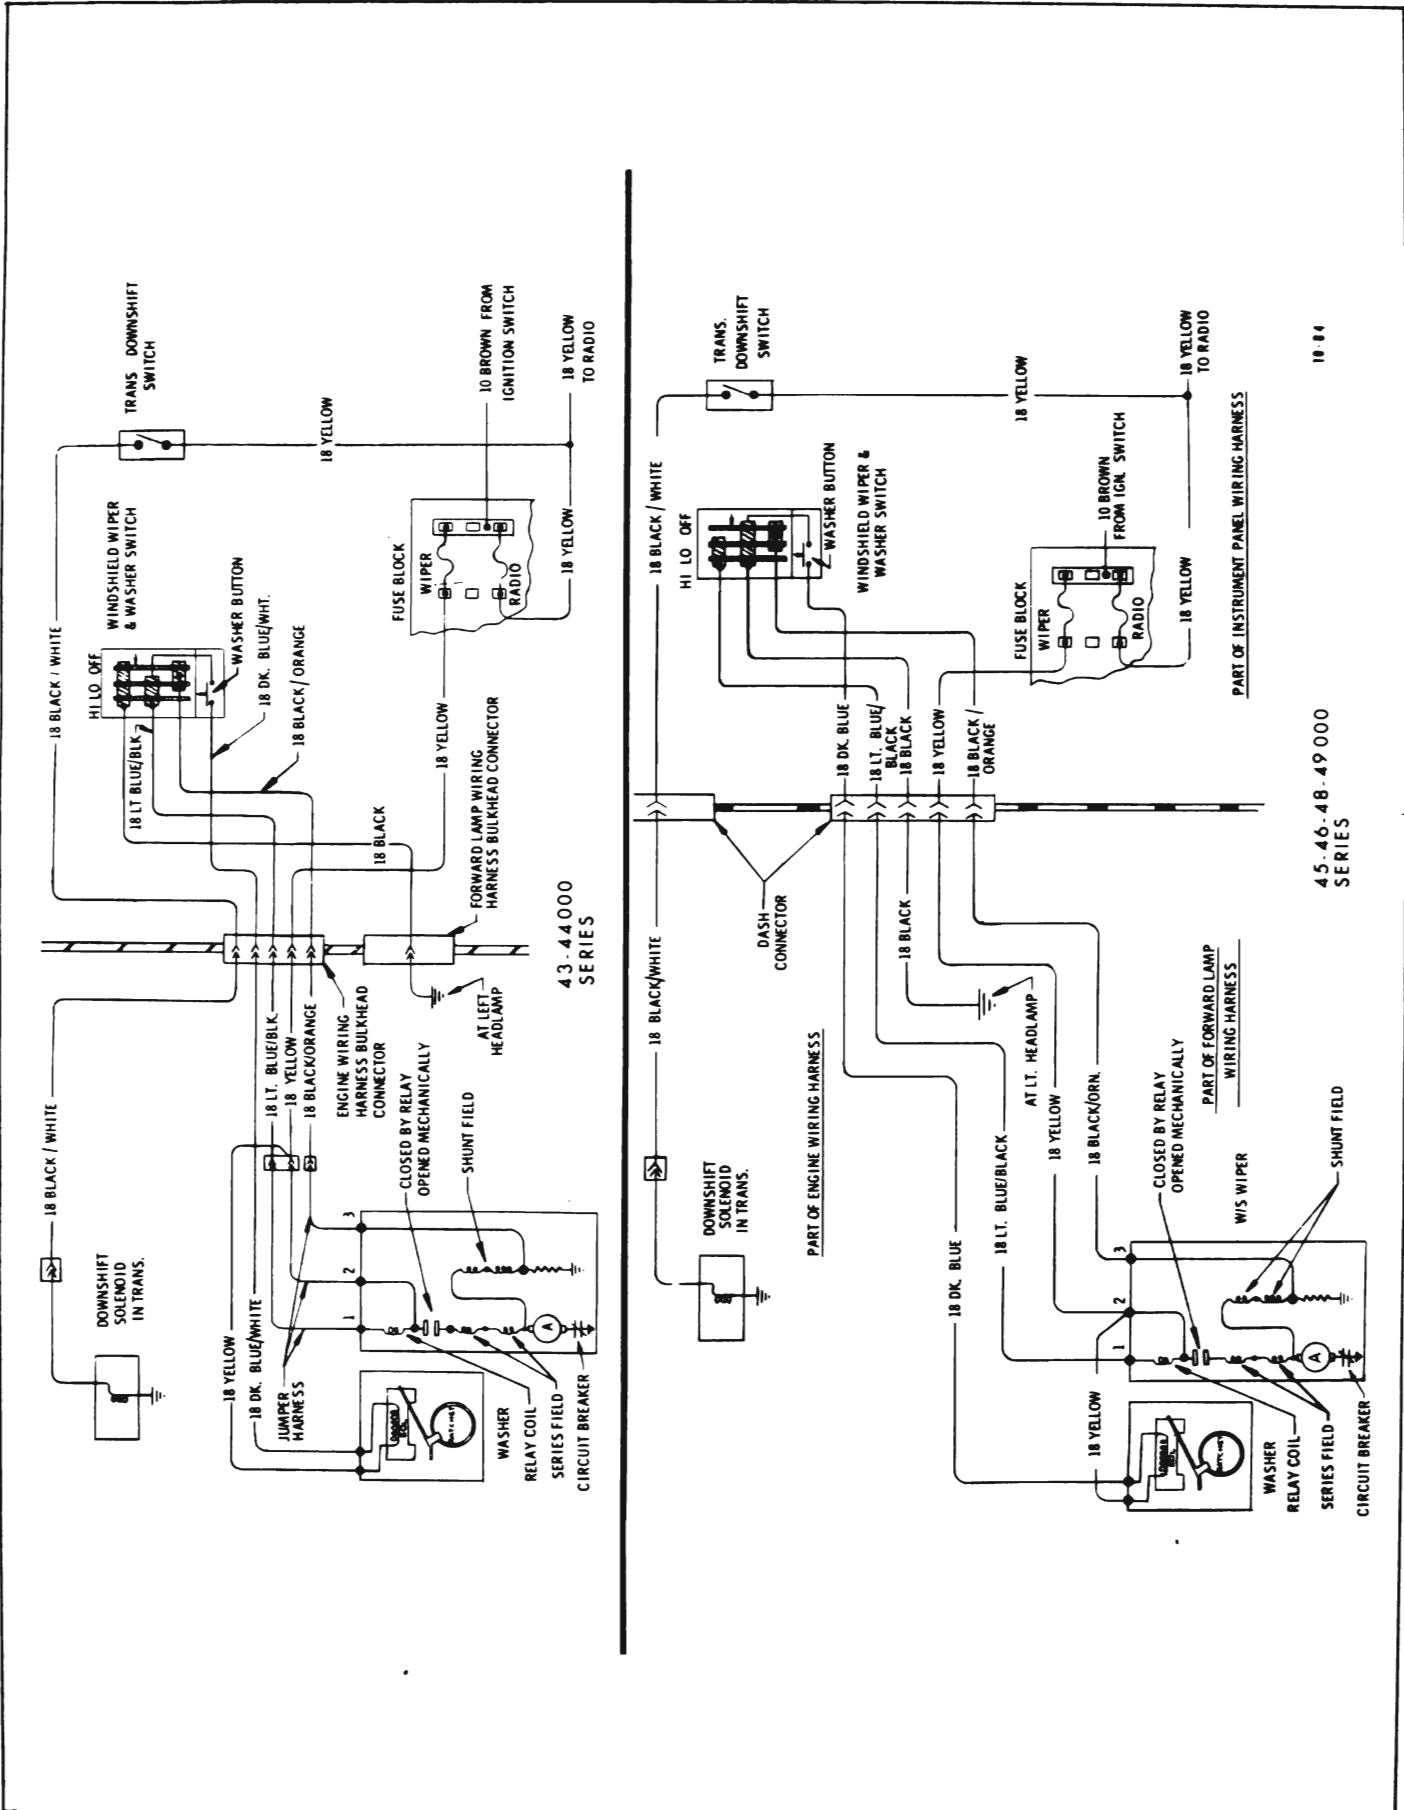 18 BLACK / WHITE
DOWNSHIFT
SOLENOID
IN TRANS.
18 BLACK / WHITE
TRANS DOWNSHIFT
SWITCH
18 YELLOW
WINDSHIELD WIPER
& WASHER SWITCH
HI LO OFF
WASHER BUTTON
18 LT BLUE/BLK
18 DK. BLUE/WHT.
18 BLACK/ORANGE
FUSE BLOCK
WIPER
RADIO
10 BROWN FROM
IGNITION SWITCH
18 YELLOW
TO RADIO
18 YELLOW
18 YELLOW
18 BLACK
FORWARD LAMP WIRING
HARNESS BULKHEAD CONNECTOR
43-44000
SERIES
AT LEFT
HEADLAMP
ENGINE WIRING
HARNESS BULKHEAD
CONNECTOR
18 LT. BLUE/BLK.
18 YELLOW
18 BLACK/ORANGE
CLOSED BY RELAY
OPENED MECHANICALLY
SHUNT FIELD
1 2 3
18 YELLOW
18 DK. BLUE/WHITE
JUMPER
HARNESS
A
RATCHET
WASHER
RELAY COIL
SERIES FIELD
CIRCUIT BREAKER
18 BLACK/WHITE
DOWNSHIFT
SOLENOID
IN TRANS.
18 BLACK / WHITE
TRANS.
DOWNSHIFT
SWITCH
18 YELLOW
HI LO OFF
WASHER BUTTON
WINDSHIELD WIPER &
WASHER SWITCH
18 DK. BLUE
18 LT. BLUE/
BLACK
18 BLACK
18 YELLOW
18 BLACK /
ORANGE
FUSE BLOCK
WIPER
RADIO
10 BROWN
FROM IGN. SWITCH
18 YELLOW
18 YELLOW
TO RADIO
PART OF INSTRUMENT PANEL WIRING HARNESS
10-84
DASH
CONNECTOR
18 BLACK
AT LT. HEADLAMP
PART OF ENGINE WIRING HARNESS
18 DK. BLUE
18 LT. BLUE/BLACK
18 YELLOW
18 BLACK/ORN.
PART OF FORWARD LAMP
WIRING HARNESS
45-46-48-49000
SERIES
CLOSED BY RELAY
OPENED MECHANICALLY
W/S WIPER
SHUNT FIELD
1 2 3
18 YELLOW
A
RATCHET
WASHER
RELAY COIL
SERIES FIELD
CIRCUIT BREAKER